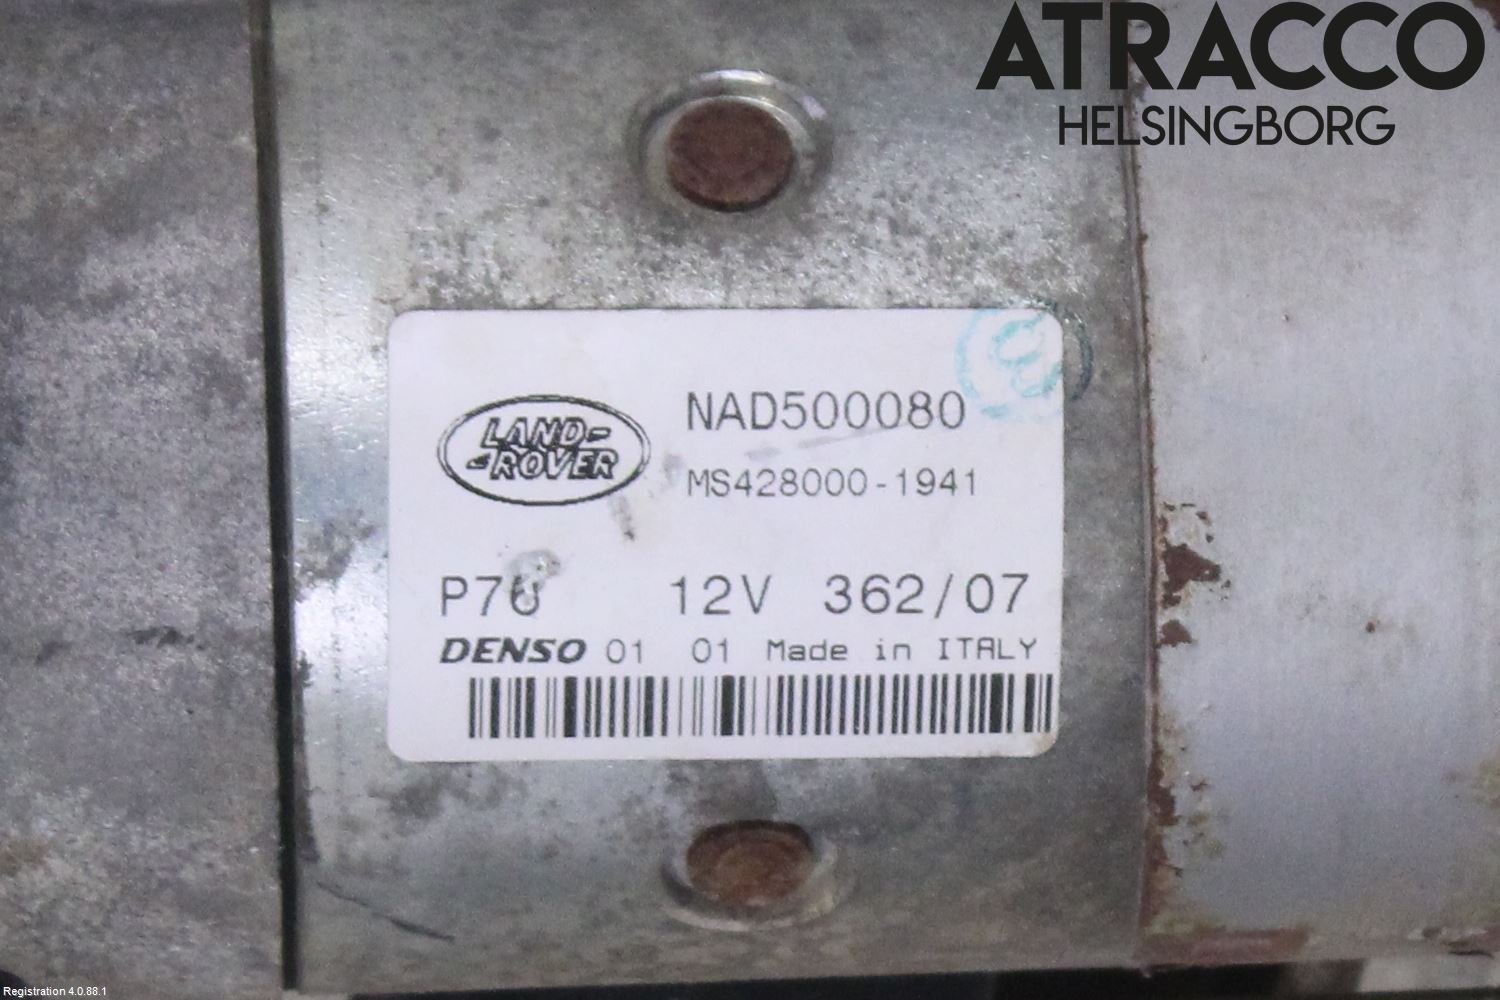 ATRACCO
HELSINGBORG
LAND-
-ROVER
NAD500080
MS428000-1941
12V 362/07
DENSO 01 01 Made in ITALY
Registration 4.0.88.1